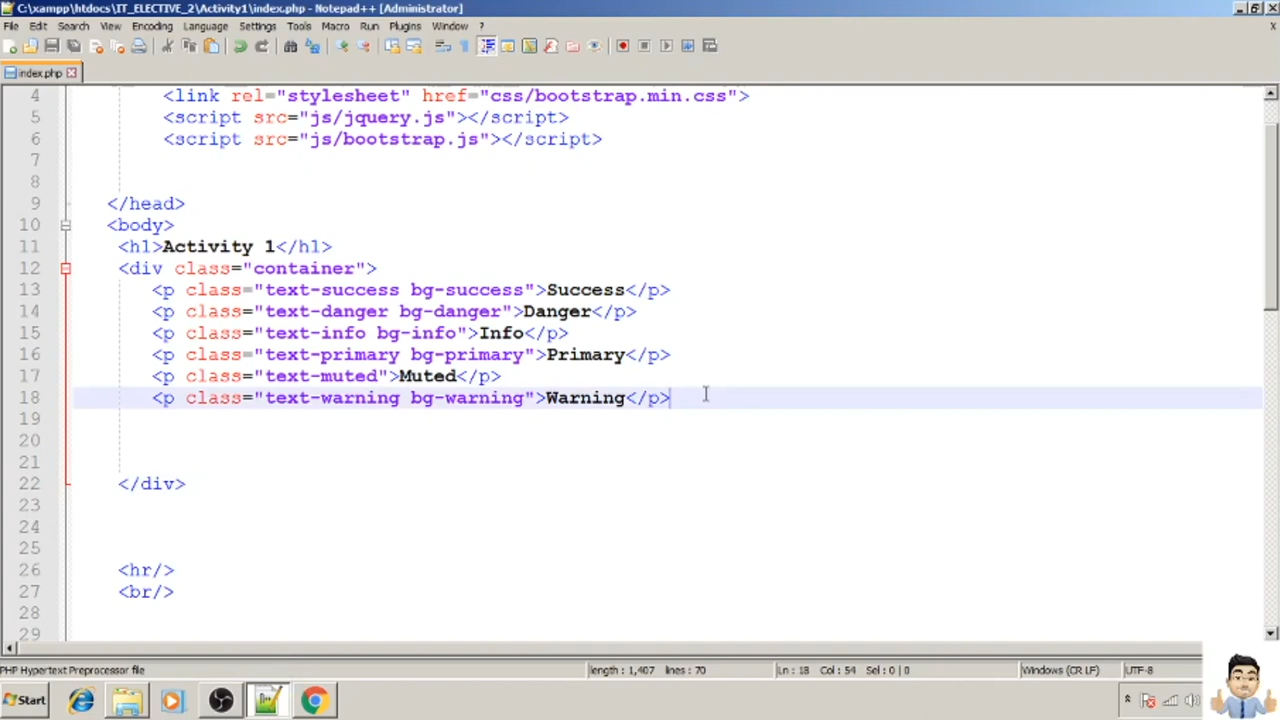 C:\xampp\htdocs\IT_ELECTIVE_2\Activity1\index.php - Notepad++ [Administrator]
File Edit Search View Encoding Language Settings Tools Macro Run Plugins Window ? X
index.php
4 <link rel="stylesheet" href="css/bootstrap.min.css">
5 <script src="js/jquery.js"></script>
6 <script src="js/bootstrap.js"></script>
7
8
9 </head>
10 <body>
11 <h1>Activity 1</h1>
12 <div class="container">
13 <p class="text-success bg-success">Success</p>
14 <p class="text-danger bg-danger">Danger</p>
15 <p class="text-info bg-info">Info</p>
16 <p class="text-primary bg-primary">Primary</p>
17 <p class="text-muted">Muted</p>
18 <p class="text-warning bg-warning">Warning</p>
19
20
21
22 </div>
23
24
25
26 <hr/>
27 <br/>
28
29
PHP Hypertext Preprocessor file length : 1,407 lines : 70 Ln : 18 Col : 54 Sel : 0 | 0 Windows (CR LF) UTF-8
Start